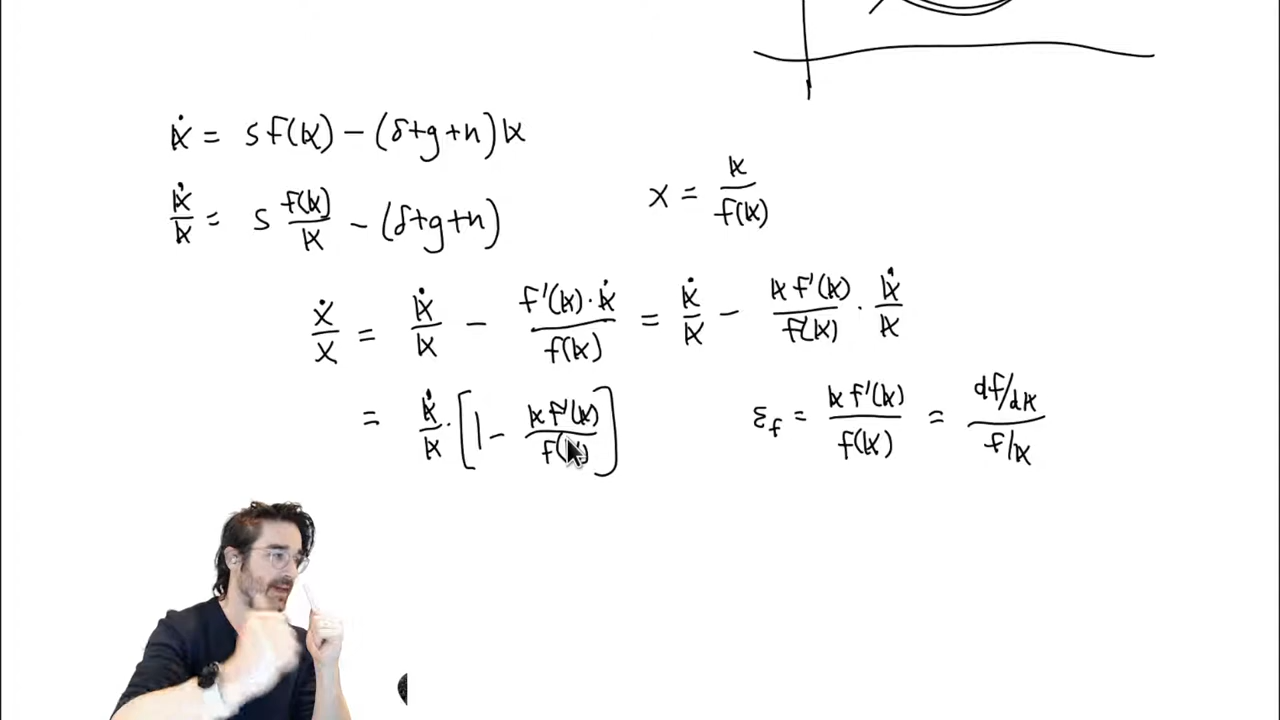 k̇ = s f(k) − (δ+g+n) k
k̇/k = s f(k)/k − (δ+g+n)
x = k/f(k)
ẋ/x = k̇/k − f'(k)·k̇/f(k) = k̇/k − k f'(k)/f(k) · k̇/k
= k̇/k · [1 − k f'(k)/f(k)]
ε_f = k f'(k)/f(k) = df/dk / f/k